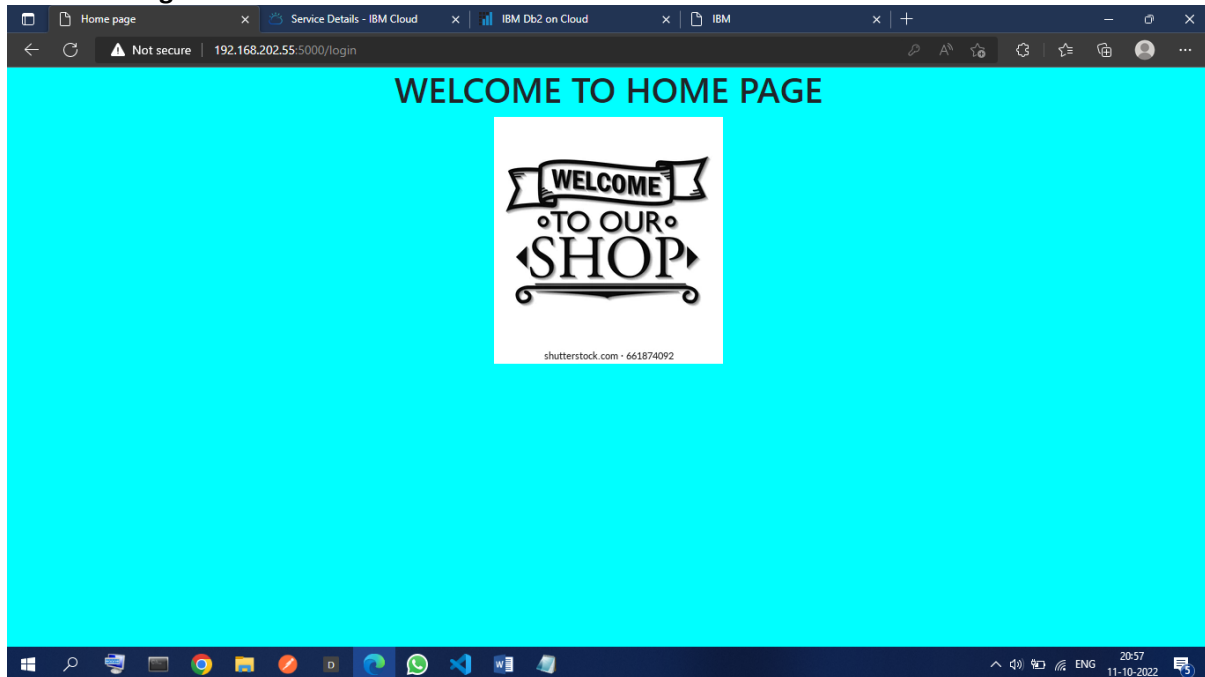 Home page
Service Details - IBM Cloud
IBM Db2 on Cloud
IBM
Not secure
192.168.202.55:5000/login
WELCOME TO HOME PAGE
WELCOME
TO OUR
SHOP
shutterstock.com · 661874092
D
W
ENG
20:57
11-10-2022
5